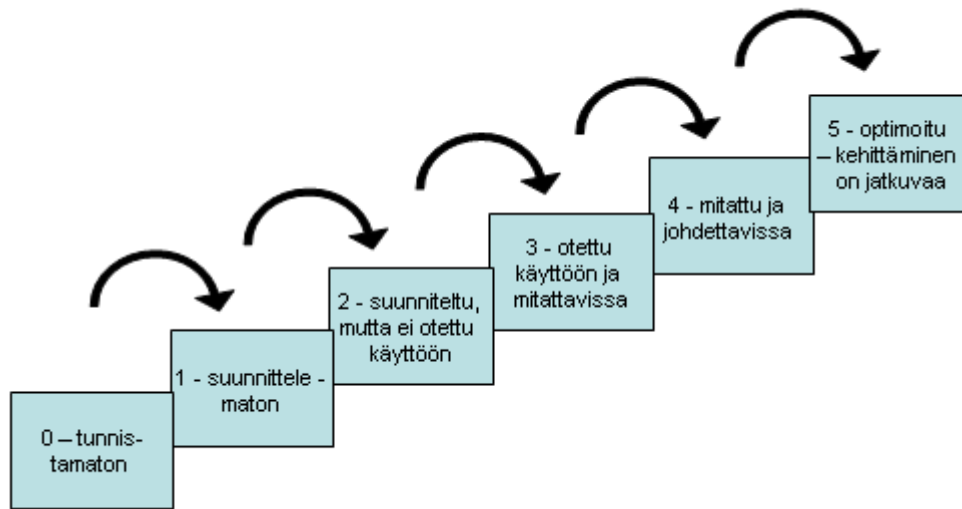 0 – tunnis-
tamaton
1 - suunnittele -
maton
2 - suunniteltu,
mutta ei otettu
käyttöön
3 - otettu
käyttöön ja
mitattavissa
4 - mitattu ja
johdettavissa
5 - optimoitu
– kehittäminen
on jatkuvaa